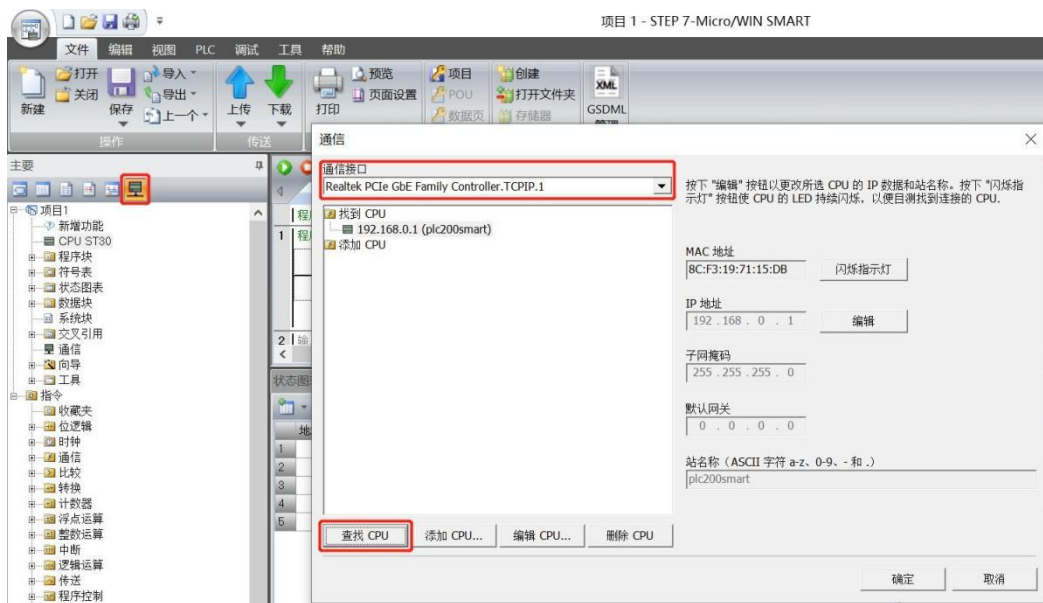 项目 1 - STEP 7-Micro/WIN SMART
文件 编辑 视图 PLC 调试 工具 帮助
新建
打开
关闭
保存
导入
导出
上一个
操作
上传
下载
传送
打印
预览
页面设置
项目
POU
数据页
创建
打开文件夹
存储器
XML
GSDML
管理
主要
项目1
新增功能
CPU ST30
程序块
符号表
状态图表
数据块
系统块
交叉引用
通信
向导
工具
指令
收藏夹
位逻辑
时钟
通信
比较
转换
计数器
浮点运算
整数运算
中断
逻辑运算
传送
程序控制
1
2
状态图
1
2
3
4
5
通信
通信接口
Realtek PCIe GbE Family Controller.TCPIP.1
找到 CPU
192.168.0.1 (plc200smart)
添加 CPU
查找 CPU
添加 CPU...
编辑 CPU...
删除 CPU
按下 "编辑" 按钮以更改所选 CPU 的 IP 数据和站名称。按下 "闪烁指
示灯" 按钮使 CPU 的 LED 持续闪烁，以便目测找到连接的 CPU.
MAC 地址
8C:F3:19:71:15:DB 闪烁指示灯
IP 地址
192 . 168 . 0 . 1 编辑
子网掩码
255 . 255 . 255 . 0
默认网关
0 . 0 . 0 . 0
站名称（ASCII 字符 a-z、0-9、- 和 .）
plc200smart
确定 取消